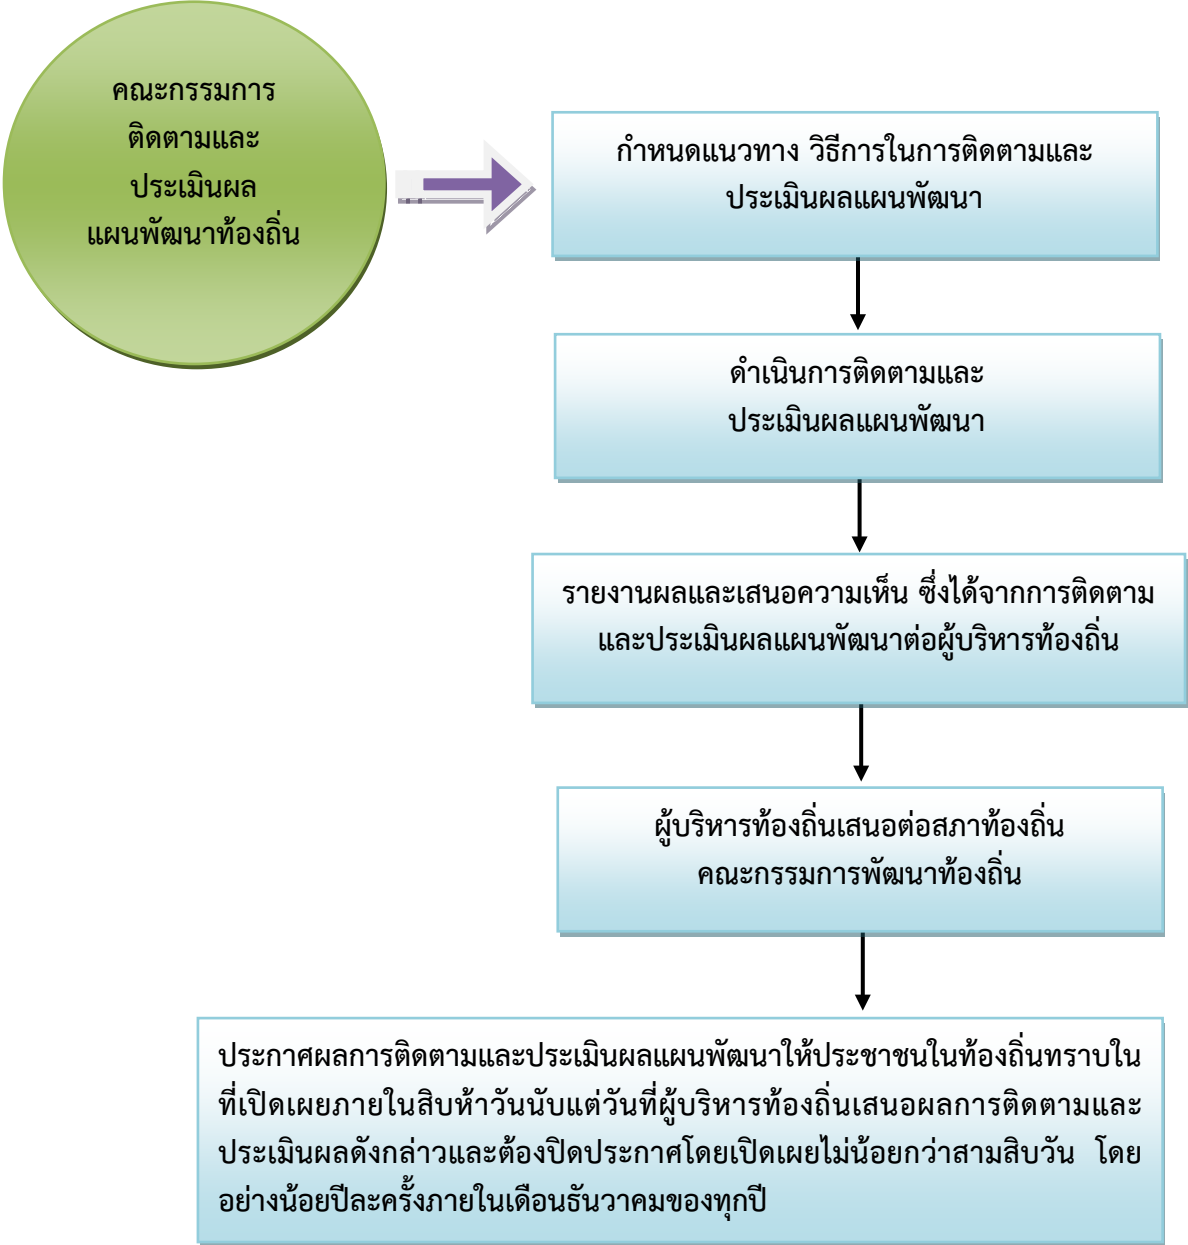 คณะกรรมการ
ติดตามและ
ประเมินผล
แผนพัฒนาท้องถิ่น
กำหนดแนวทาง วิธีการในการติดตามและ
ประเมินผลแผนพัฒนา
ดำเนินการติดตามและ
ประเมินผลแผนพัฒนา
รายงานผลและเสนอความเห็น ซึ่งได้จากการติดตาม
และประเมินผลแผนพัฒนาต่อผู้บริหารท้องถิ่น
ผู้บริหารท้องถิ่นเสนอต่อสภาท้องถิ่น
คณะกรรมการพัฒนาท้องถิ่น
ประกาศผลการติดตามและประเมินผลแผนพัฒนาให้ประชาชนในท้องถิ่นทราบใน
ที่เปิดเผยภายในสิบห้าวันนับแต่วันที่ผู้บริหารท้องถิ่นเสนอผลการติดตามและ
ประเมินผลดังกล่าวและต้องปิดประกาศโดยเปิดเผยไม่น้อยกว่าสามสิบวัน โดย
อย่างน้อยปีละครั้งภายในเดือนธันวาคมของทุกปี